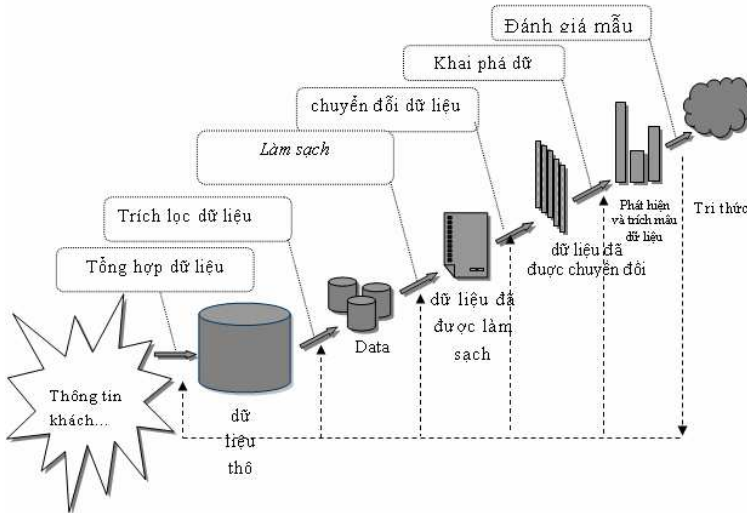 Đánh giá mẫu
Khai phá dữ
chuyển đổi dữ liệu
Làm sạch
Trích lọc dữ liệu
Tổng hợp dữ liệu
Thông tin
khách...
dữ
liệu
thô
Data
dữ liệu đã
được làm
sạch
dữ liệu đã
được chuyển đổi
Phát hiện
và trích mẫu
dữ liệu
Tri thức